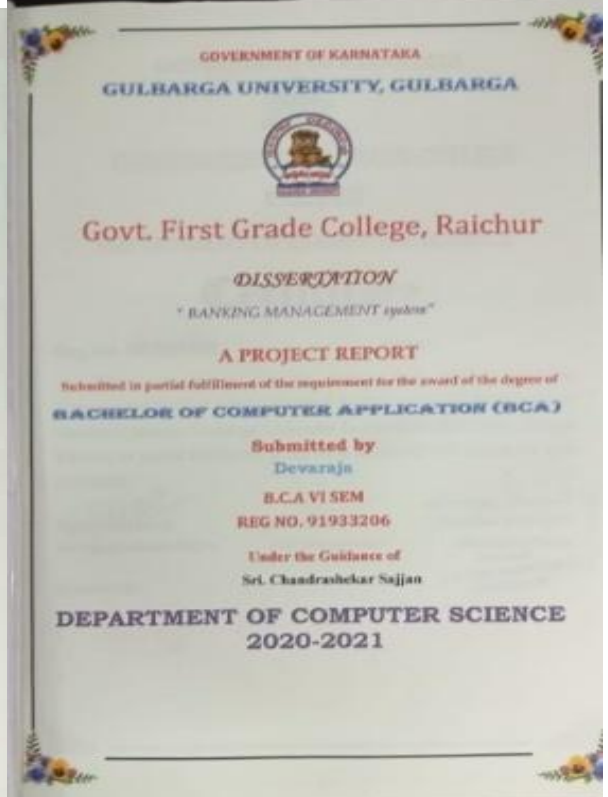 GOVERNMENT OF KARNATAKA
GULBARGA UNIVERSITY, GULBARGA
Govt. First Grade College, Raichur
DISSERTATION
" BANKING MANAGEMENT system"
A PROJECT REPORT
Submitted in partial fulfillment of the requirement for the award of the degree of
BACHELOR OF COMPUTER APPLICATION (BCA)
Submitted by
Devaraja
B.C.A VI SEM
REG NO. 91933206
Under the Guidance of
Sri. Chandrashekar Sajjan
DEPARTMENT OF COMPUTER SCIENCE
2020-2021